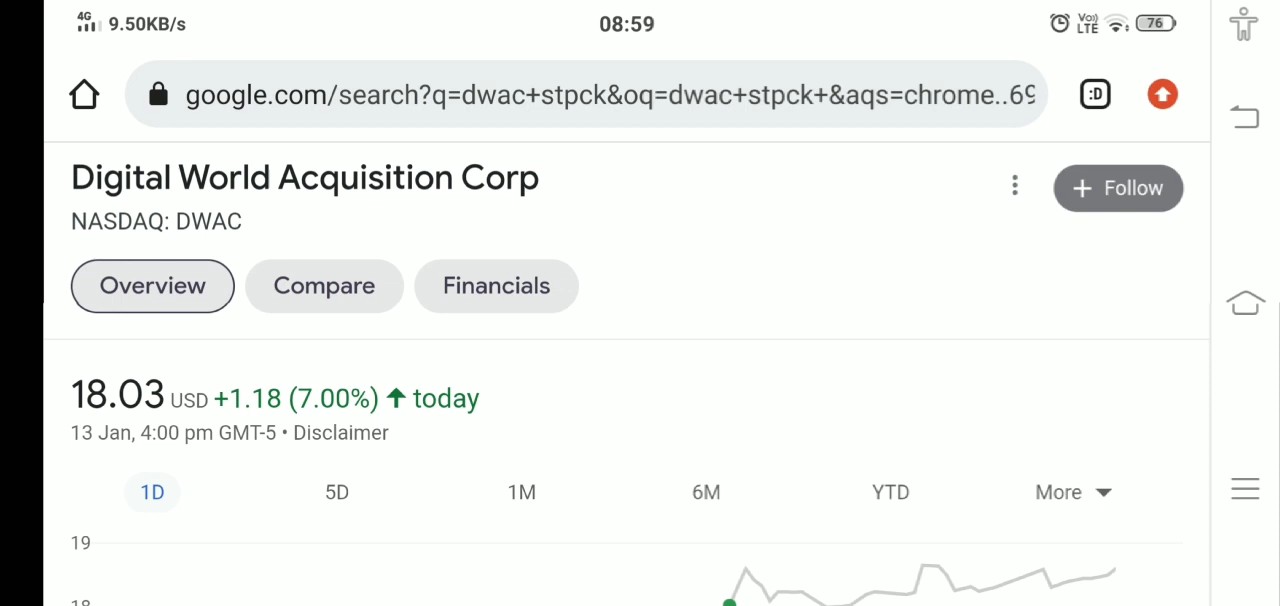 4G 9.50KB/s 08:59 Vo)) LTE 76
google.com/search?q=dwac+stpck&oq=dwac+stpck+&aqs=chrome..69 :D
Digital World Acquisition Corp
+ Follow
NASDAQ: DWAC
Overview Compare Financials
18.03 USD +1.18 (7.00%) ↑ today
13 Jan, 4:00 pm GMT-5 • Disclaimer
1D 5D 1M 6M YTD More
19
18